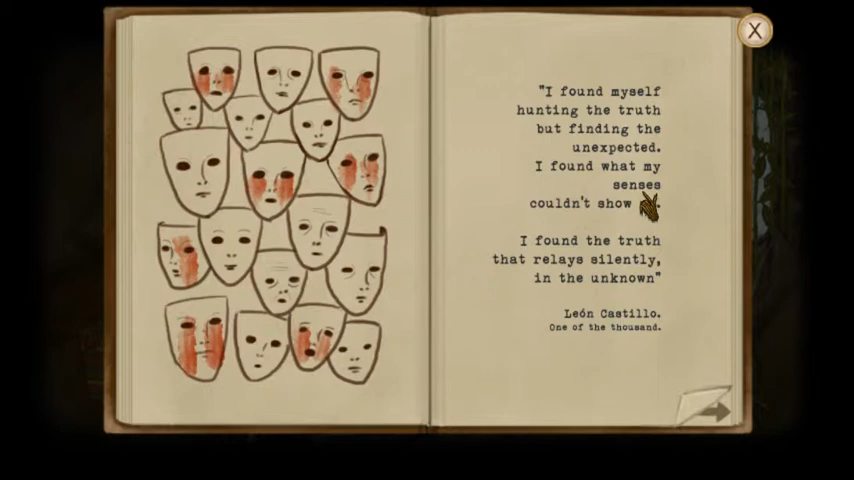 "I found myself
hunting the truth
but finding the
unexpected.
I found what my
senses
couldn't show
I found the truth
that relays silently,
in the unknown"
León Castillo.
One of the thousand.
X